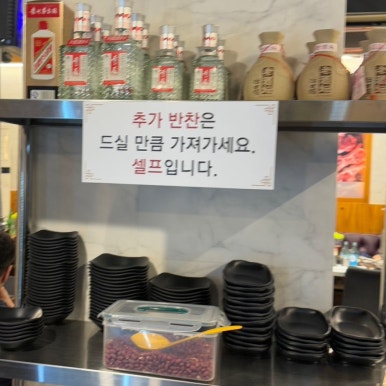 추가 반찬은
드실 만큼 가져가세요.
셀프입니다.